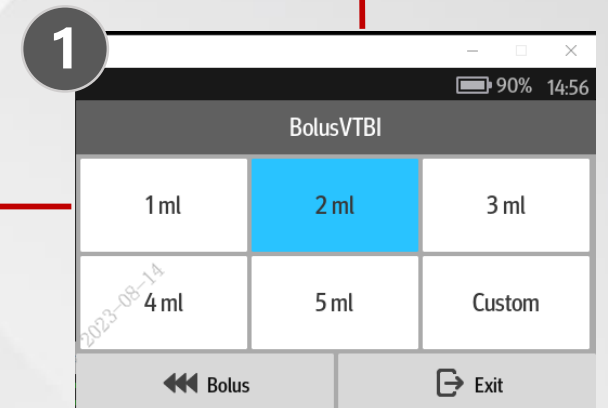 1
90% 14:56
BolusVTBI
1 ml 2 ml 3 ml
2023-08-14
4 ml 5 ml Custom
Bolus Exit